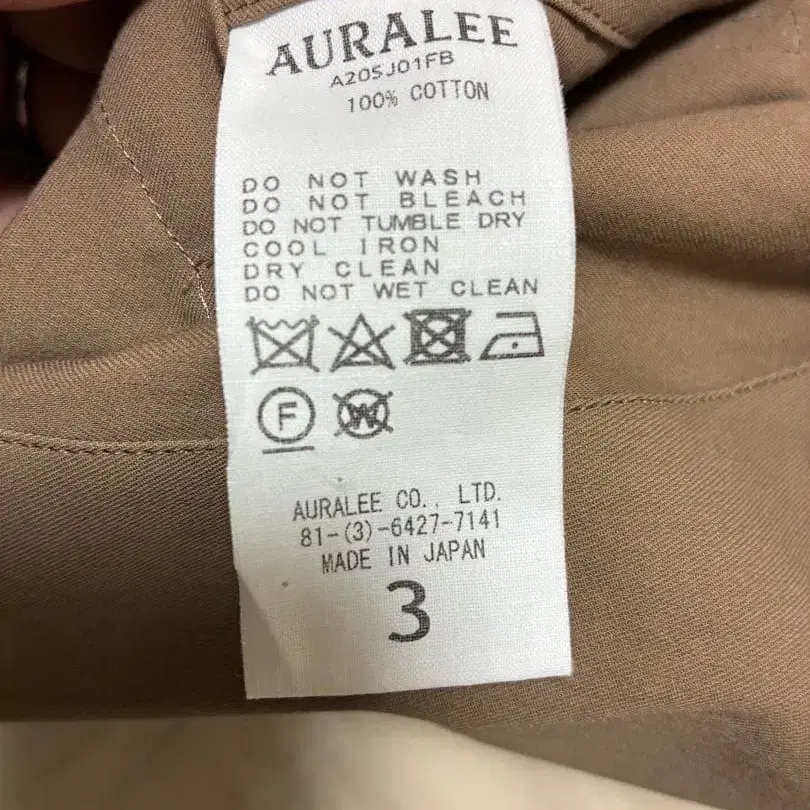 AURALEE
A20SJ01FB
100% COTTON
DO NOT WASH
DO NOT BLEACH
DO NOT TUMBLE DRY
COOL IRON
DRY CLEAN
DO NOT WET CLEAN
F W
AURALEE CO., LTD.
81-(3)-6427-7141
MADE IN JAPAN
3